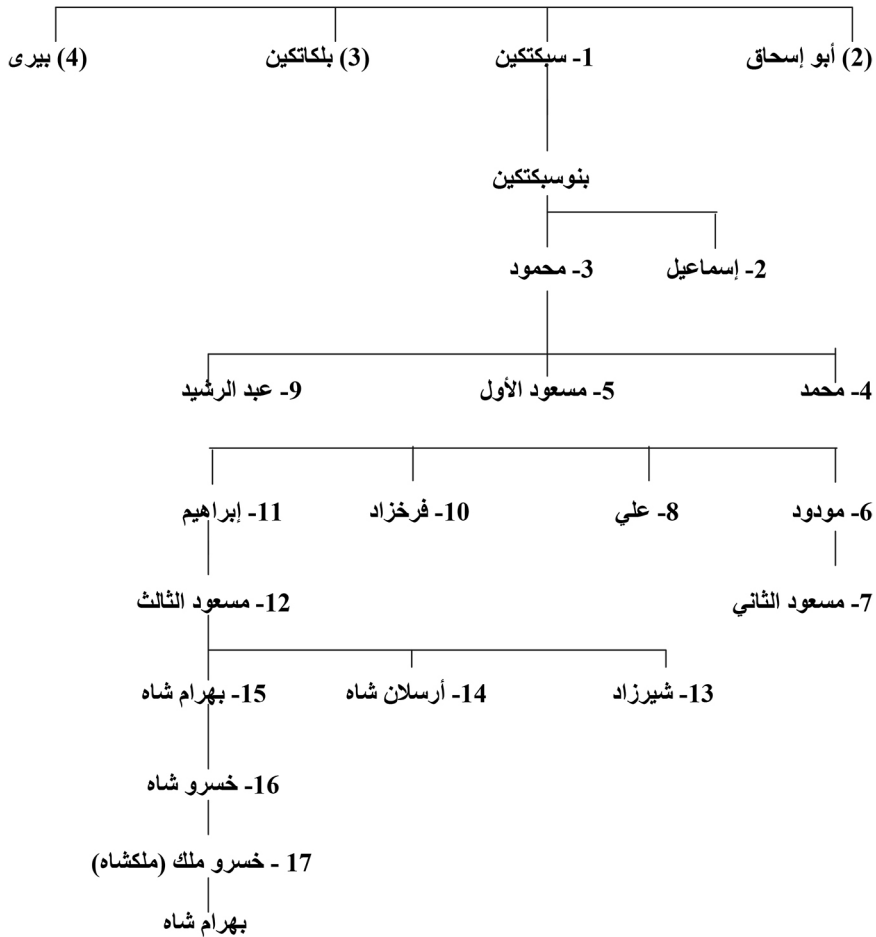 (2) أبو إسحاق
1- سبكتكين
(3) بلكاتكين
(4) بيرى
بنوسبكتكين
2- إسماعيل
3- محمود
4- محمد
5- مسعود الأول
9- عبد الرشيد
6- مودود
8- علي
10- فرخزاد
11- إبراهيم
7- مسعود الثاني
12- مسعود الثالث
13- شيرزاد
14- أرسلان شاه
15- بهرام شاه
16- خسرو شاه
17 - خسرو ملك (ملكشاه)
بهرام شاه